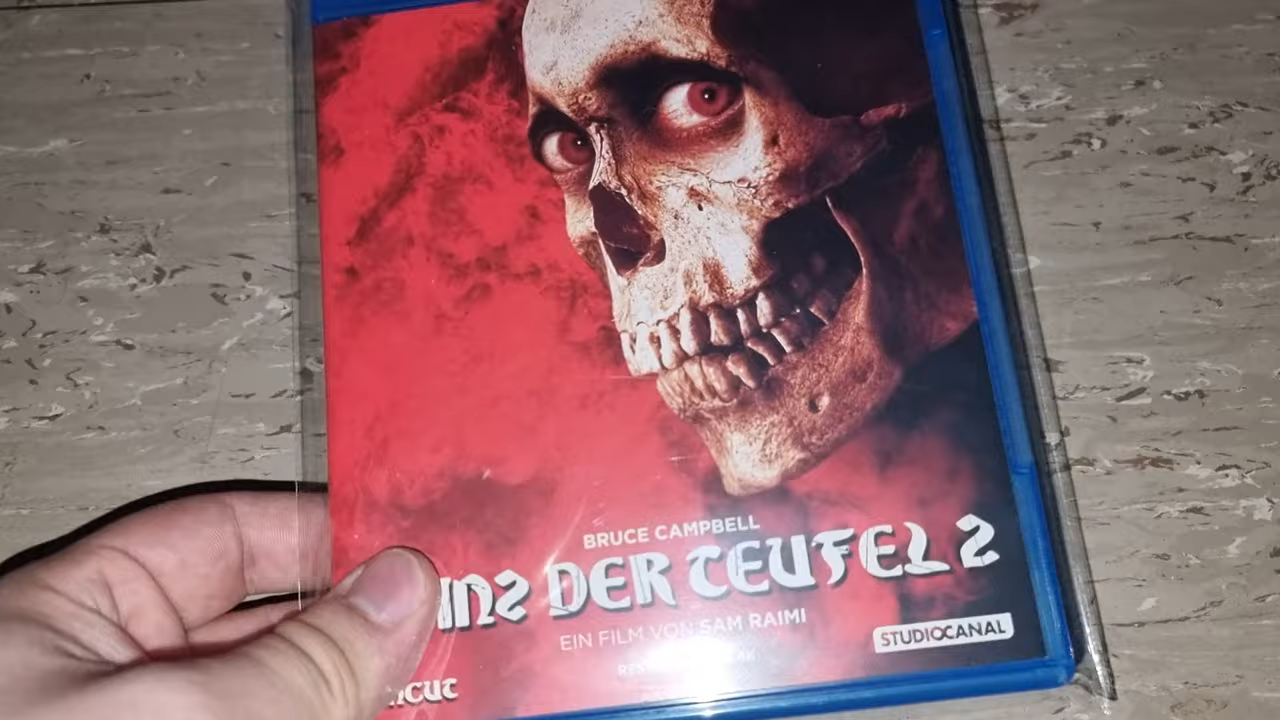 BRUCE CAMPBELL
DER TEUFEL 2
EIN FILM VON SAM RAIMI
STUDIOCANAL